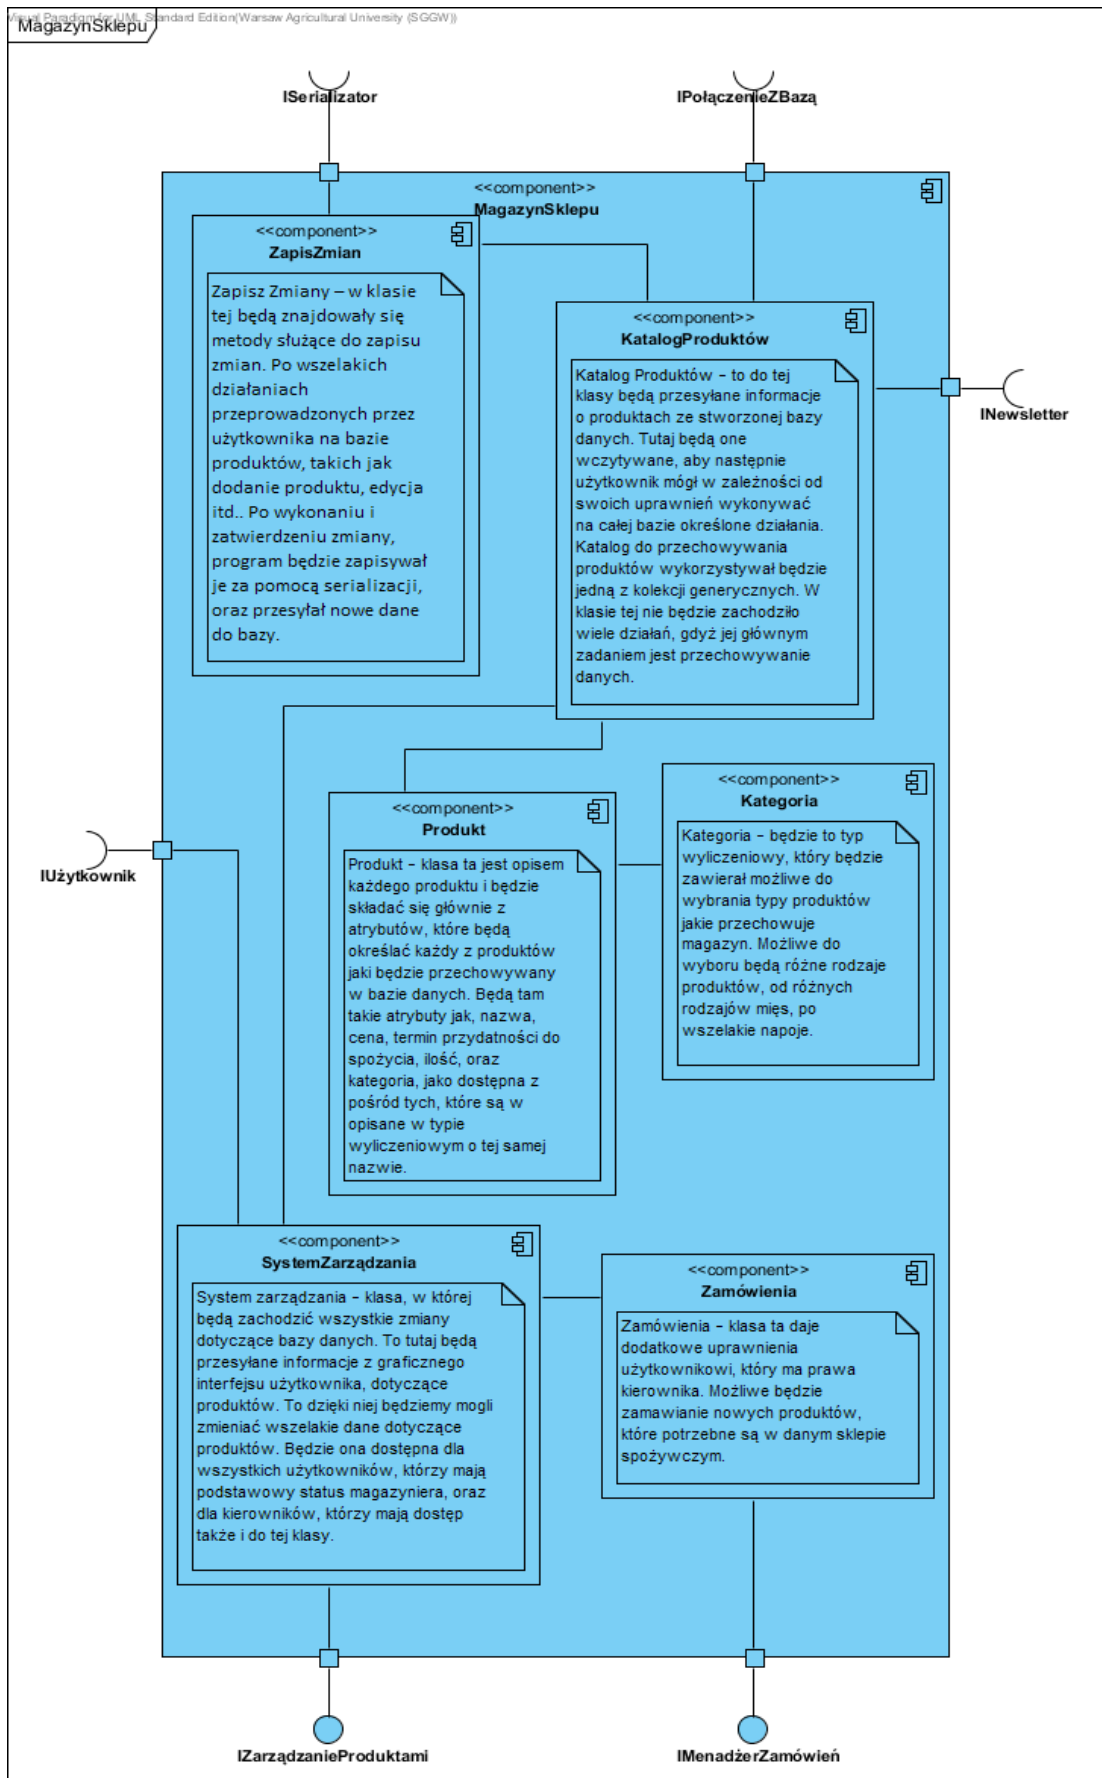 Visual Paradigm for UML Standard Edition(Warsaw Agricultural University (SGGW))
MagazynSklepu
ISerializator
IPołączenieZBazą
<<component>>
MagazynSklepu
<<component>>
ZapisZmian
Zapisz Zmiany – w klasie
tej będą znajdowały się
metody służące do zapisu
zmian. Po wszelakich
działaniach
przeprowadzonych przez
użytkownika na bazie
produktów, takich jak
dodanie produktu, edycja
itd.. Po wykonaniu i
zatwierdzeniu zmiany,
program będzie zapisywał
je za pomocą serializacji,
oraz przesyłał nowe dane
do bazy.
<<component>>
KatalogProduktów
Katalog Produktów – to do tej
klasy będą przesyłane informacje
o produktach ze stworzonej bazy
danych. Tutaj będą one
wczytywane, aby następnie
użytkownik mógł w zależności od
swoich uprawnień wykonywać
na całej bazie określone działania.
Katalog do przechowywania
produktów wykorzystywał będzie
jedną z kolekcji generycznych. W
klasie tej nie będzie zachodziło
wiele działań, gdyż jej głównym
zadaniem jest przechowywanie
danych.
INewsletter
<<component>>
Produkt
Produkt – klasa ta jest opisem
każdego produktu i będzie
składać się głównie z
atrybutów, które będą
określać każdy z produktów
jaki będzie przechowywany
w bazie danych. Będą tam
takie atrybuty jak, nazwa,
cena, termin przydatności do
spożycia, ilość, oraz
kategoria, jako dostępna z
pośród tych, które są w
opisane w typie
wyliczeniowym o tej samej
nazwie.
<<component>>
Kategoria
Kategoria – będzie to typ
wyliczeniowy, który będzie
zawierał możliwe do
wybrania typy produktów
jakie przechowuje
magazyn. Możliwe do
wyboru będą różne rodzaje
produktów, od różnych
rodzajów mięs, po
wszelakie napoje.
IUżytkownik
<<component>>
SystemZarządzania
System zarządzania – klasa, w której
będą zachodzić wszystkie zmiany
dotyczące bazy danych. To tutaj będą
przesyłane informacje z graficznego
interfejsu użytkownika, dotyczące
produktów. To dzięki niej będziemy mogli
zmieniać wszelakie dane dotyczące
produktów. Będzie ona dostępna dla
wszystkich użytkowników, którzy mają
podstawowy status magazyniera, oraz
dla kierowników, którzy mają dostęp
także i do tej klasy.
<<component>>
Zamówienia
Zamówienia – klasa ta daje
dodatkowe uprawnienia
użytkownikowi, który ma prawa
kierownika. Możliwe będzie
zamawianie nowych produktów,
które potrzebne są w danym sklepie
spożywczym.
IZarządzanieProduktami
IMenadżerZamówień